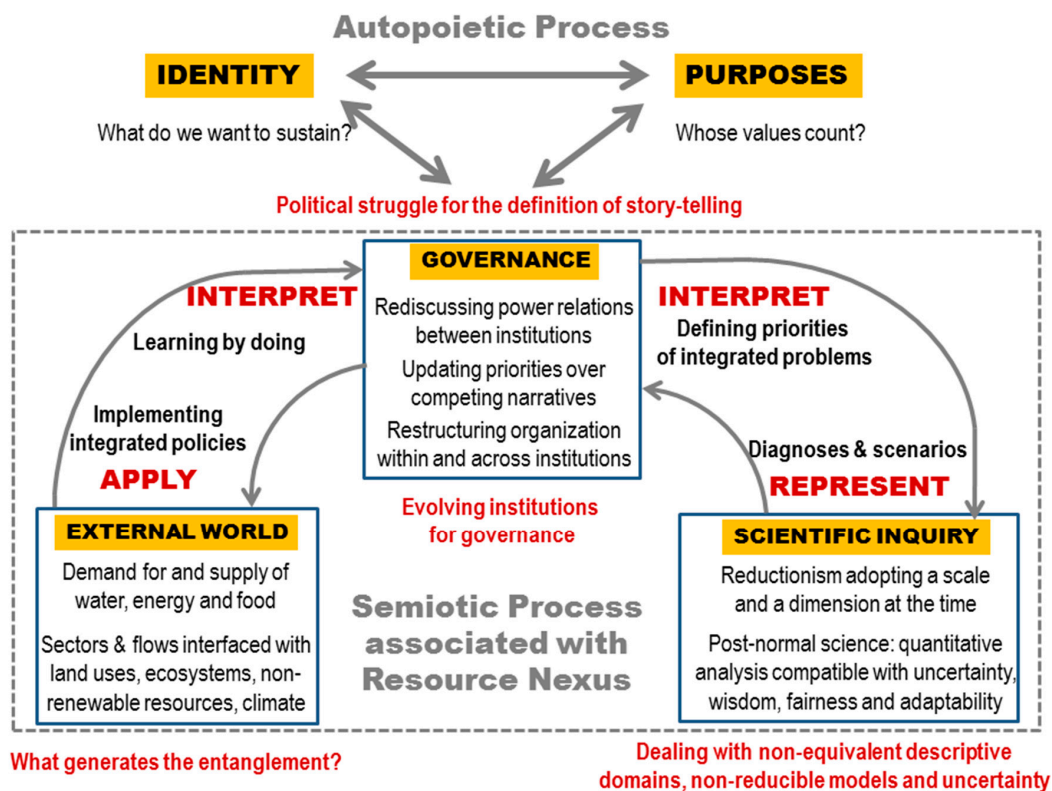 Autopoietic Process
IDENTITY
PURPOSES
What do we want to sustain?
Whose values count?
Political struggle for the definition of story-telling
GOVERNANCE
Rediscussing power relations
between institutions
Updating priorities over
competing narratives
Restructuring organization
within and across institutions
INTERPRET
Learning by doing
INTERPRET
Defining priorities
of integrated problems
Implementing
integrated policies
APPLY
Diagnoses & scenarios
REPRESENT
Evolving institutions
for governance
EXTERNAL WORLD
Demand for and supply of
water, energy and food
Sectors & flows interfaced with
land uses, ecosystems, non-
renewable resources, climate
Semiotic Process
associated with
Resource Nexus
SCIENTIFIC INQUIRY
Reductionism adopting a scale
and a dimension at the time
Post-normal science: quantitative
analysis compatible with uncertainty,
wisdom, fairness and adaptability
What generates the entanglement?
Dealing with non-equivalent descriptive
domains, non-reducible models and uncertainty